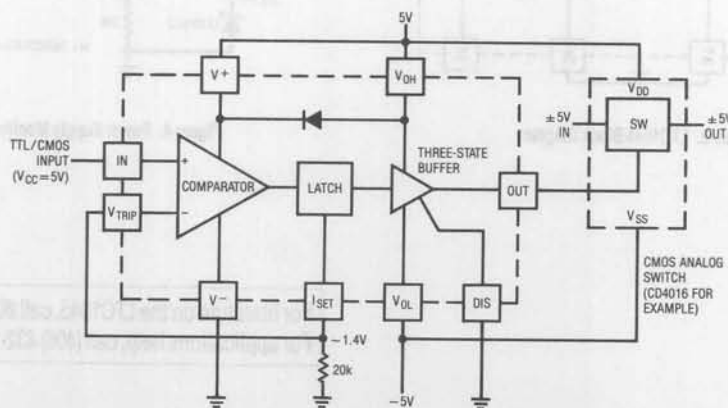 5V
V+
VOH
VDD
±5V
IN
SW
±5V
OUT
TTL/CMOS
INPUT
(VCC=5V)
IN
+
COMPARATOR
LATCH
THREE-STATE
BUFFER
OUT
VTRIP
−
VSS
V−
ISET
VOL
DIS
CMOS ANALOG
SWITCH
(CD4016 FOR
EXAMPLE)
−1.4V
20k
−5V